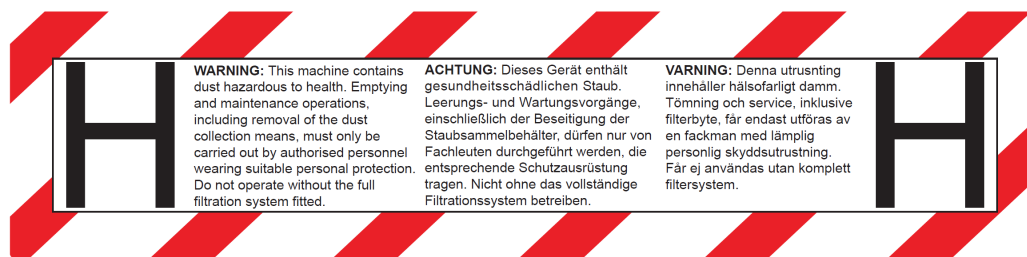 H
WARNING: This machine contains
dust hazardous to health. Emptying
and maintenance operations,
including removal of the dust
collection means, must only be
carried out by authorised personnel
wearing suitable personal protection.
Do not operate without the full
filtration system fitted.
ACHTUNG: Dieses Gerät enthält
gesundheitsschädlichen Staub.
Leerungs- und Wartungsvorgänge,
einschließlich der Beseitigung der
Staubsammelbehälter, dürfen nur von
Fachleuten durchgeführt werden, die
entsprechende Schutzausrüstung
tragen. Nicht ohne das vollständige
Filtrationssystem betreiben.
VARNING: Denna utrusnting
innehåller hälsofarligt damm.
Tömning och service, inklusive
filterbyte, får endast utföras av
en fackman med lämplig
personlig skyddsutrustning.
Får ej användas utan komplett
filtersystem.
H